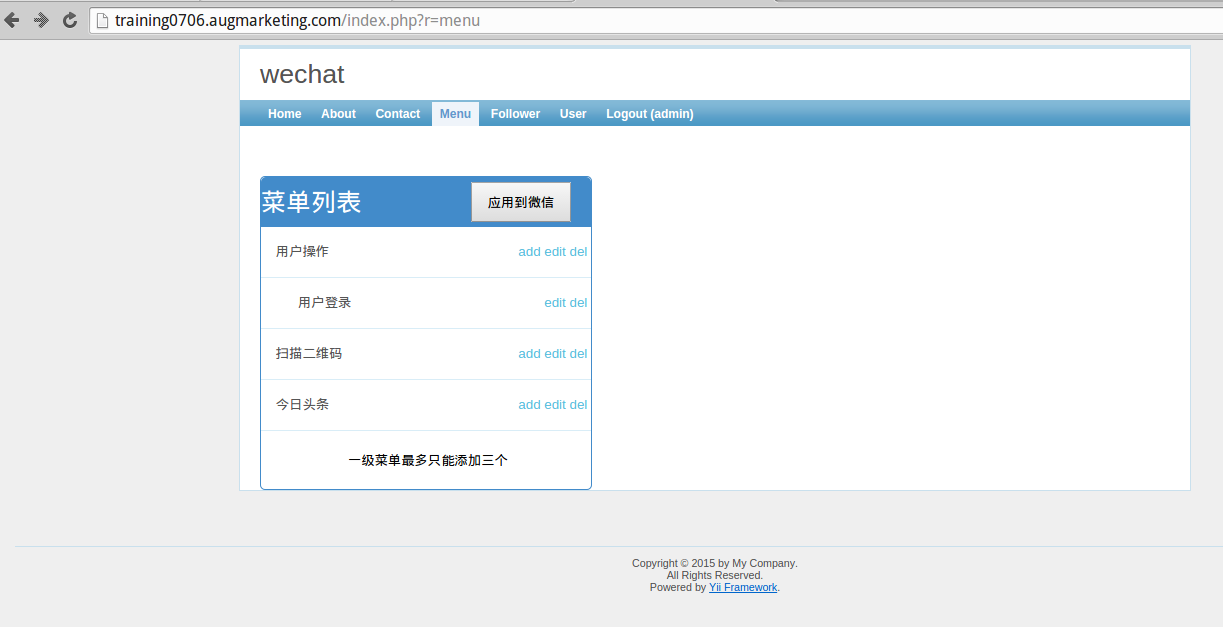 training0706.augmarketing.com/index.php?r=menu
wechat
Home About Contact Menu Follower User Logout (admin)
菜单列表 应用到微信
用户操作 add edit del
用户登录 edit del
扫描二维码 add edit del
今日头条 add edit del
一级菜单最多只能添加三个
Copyright © 2015 by My Company.
All Rights Reserved.
Powered by Yii Framework.